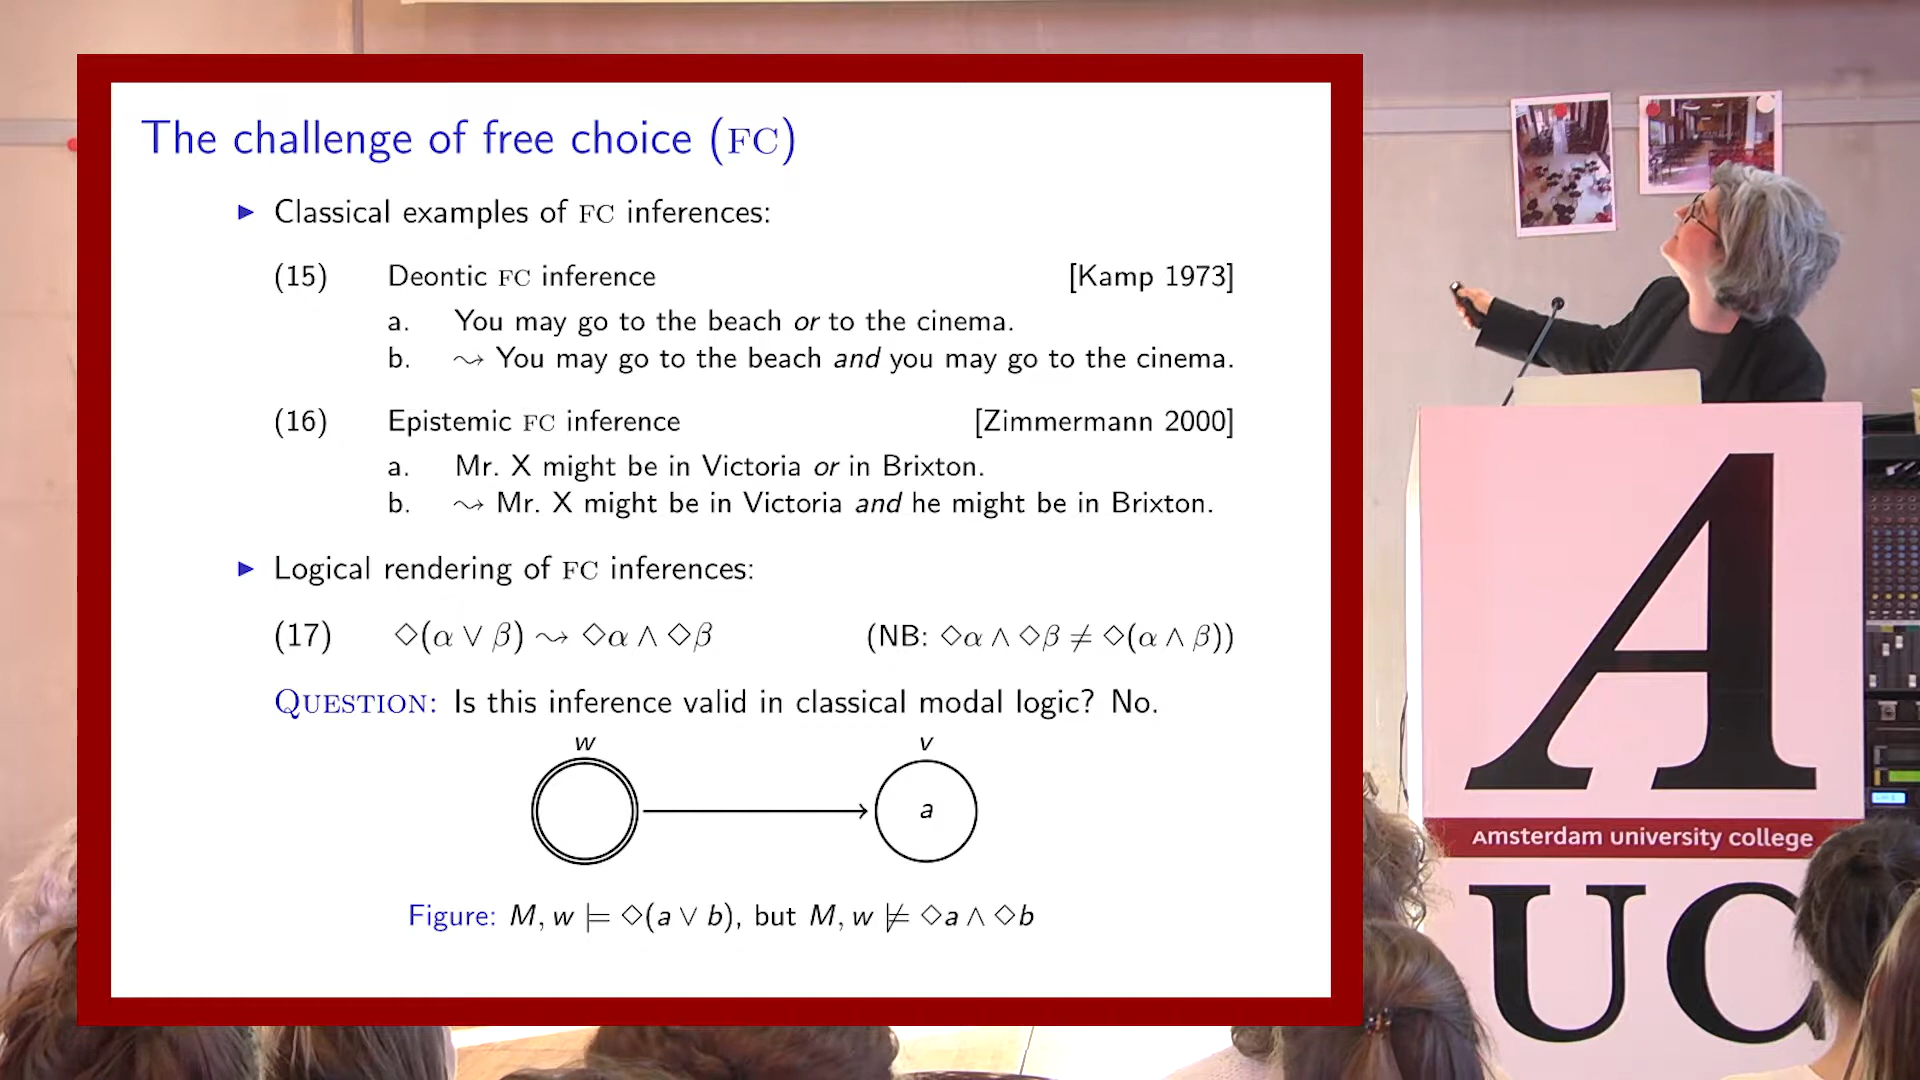 The challenge of free choice (FC)
▶ Classical examples of FC inferences:
(15) Deontic FC inference [Kamp 1973]
a. You may go to the beach or to the cinema.
b. ⇝ You may go to the beach and you may go to the cinema.
(16) Epistemic FC inference [Zimmermann 2000]
a. Mr. X might be in Victoria or in Brixton.
b. ⇝ Mr. X might be in Victoria and he might be in Brixton.
▶ Logical rendering of FC inferences:
(17) ◇(α ∨ β) ⇝ ◇α ∧ ◇β (NB: ◇α ∧ ◇β ≠ ◇(α ∧ β))
QUESTION: Is this inference valid in classical modal logic? No.
w v
a
Figure: M, w ⊨ ◇(a ∨ b), but M, w ⊭ ◇a ∧ ◇b
A
Amsterdam university college
UC